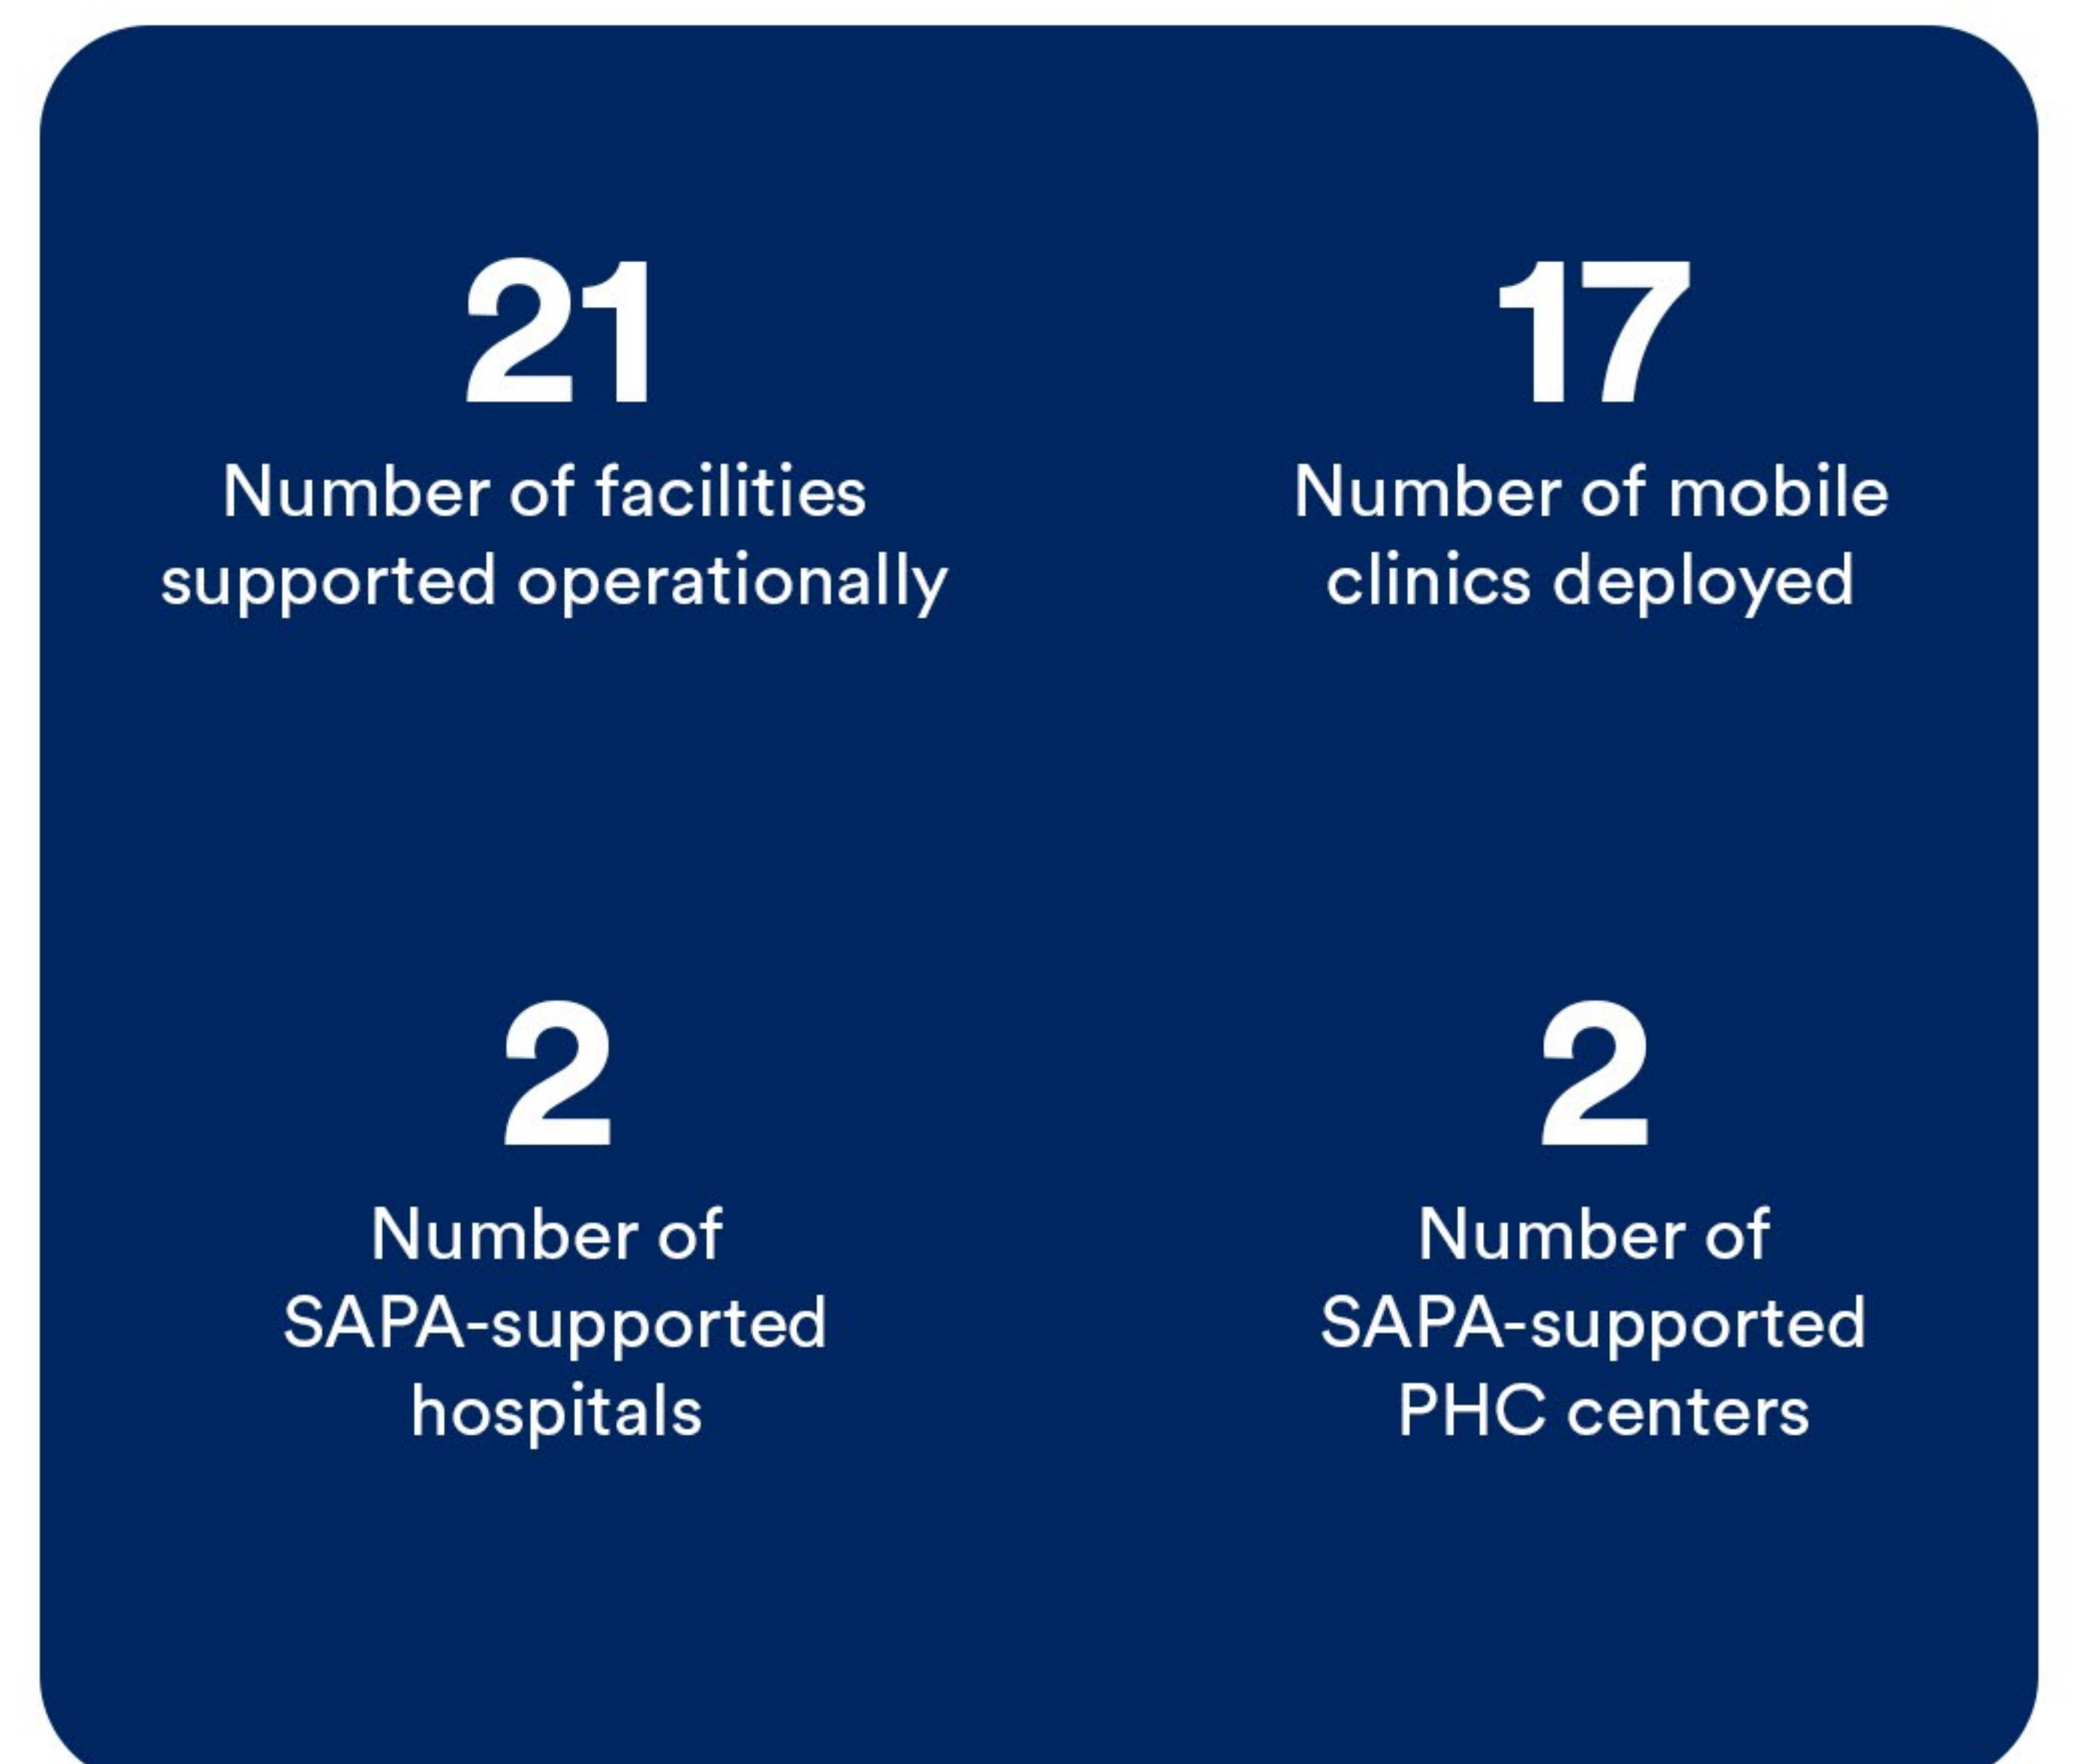 21
Number of facilities
supported operationally
17
Number of mobile
clinics deployed
2
Number of
SAPA-supported
hospitals
2
Number of
SAPA-supported
PHC centers